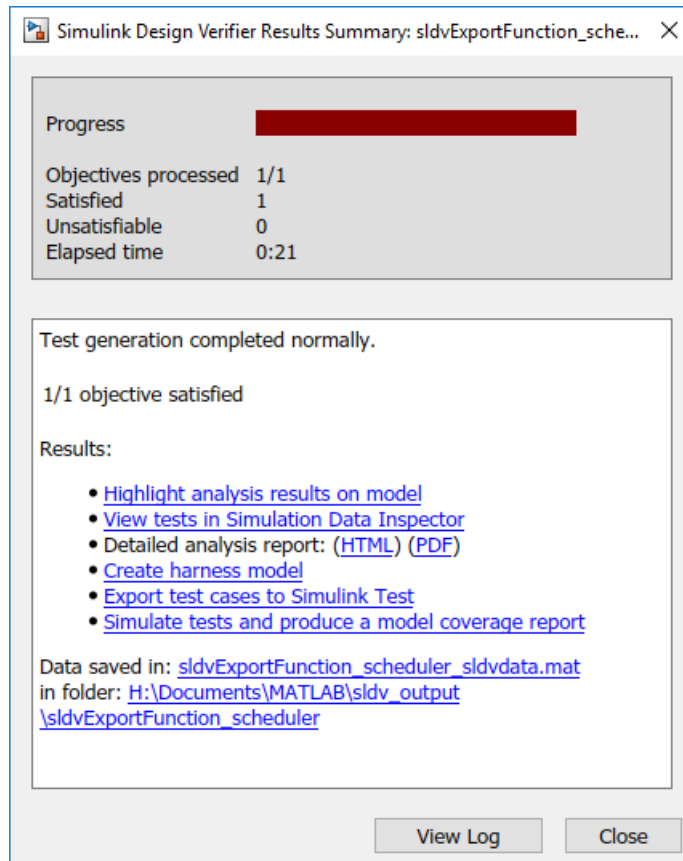 Simulink Design Verifier Results Summary: sldvExportFunction_sche...
Progress
Objectives processed 1/1
Satisfied 1
Unsatisfiable 0
Elapsed time 0:21
Test generation completed normally.
1/1 objective satisfied
Results:
• Highlight analysis results on model
• View tests in Simulation Data Inspector
• Detailed analysis report: (HTML) (PDF)
• Create harness model
• Export test cases to Simulink Test
• Simulate tests and produce a model coverage report
Data saved in: sldvExportFunction_scheduler_sldvdata.mat
in folder: H:\Documents\MATLAB\sldv_output
\sldvExportFunction_scheduler
View Log Close